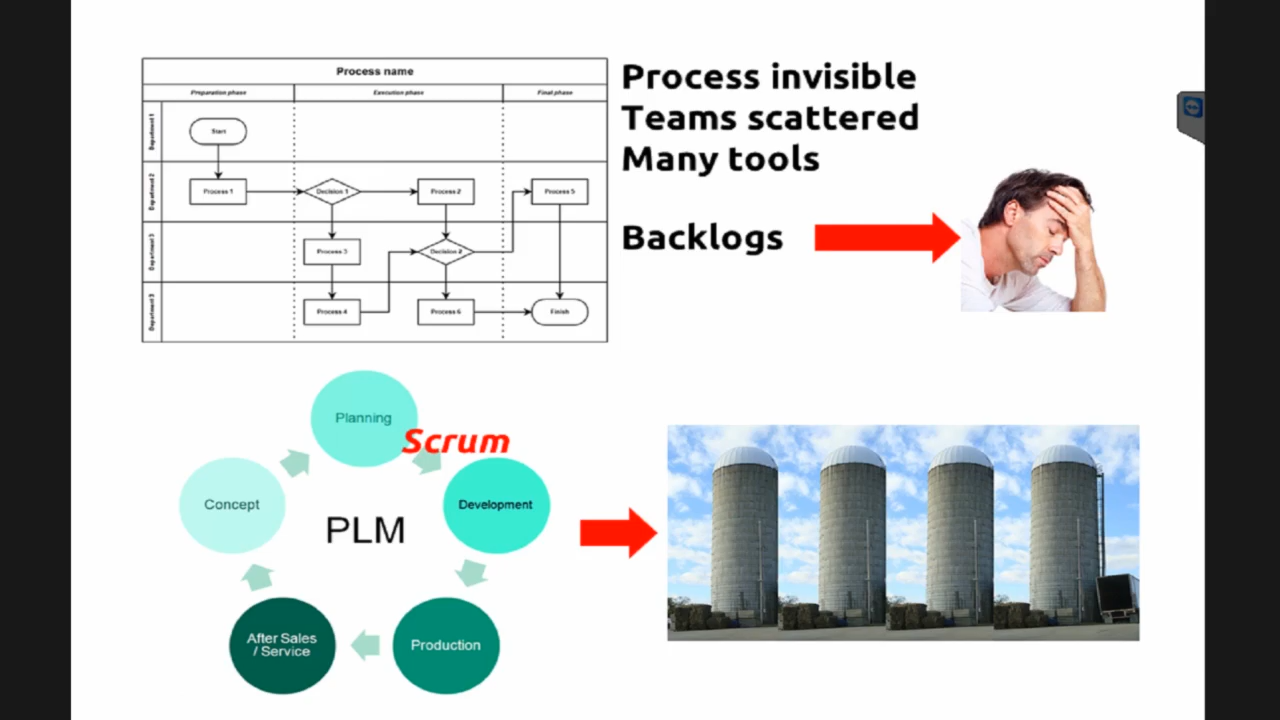 Process name
Preparation phase
Execution phase
Final phase
Department 1
Start
Department 2
Process 1
Decision 1
Process 2
Process 5
Department 3
Process 3
Decision 2
Department 3
Process 4
Process 6
Finish
Process invisible
Teams scattered
Many tools
Backlogs
Planning
Scrum
Concept
Development
PLM
After Sales
/ Service
Production